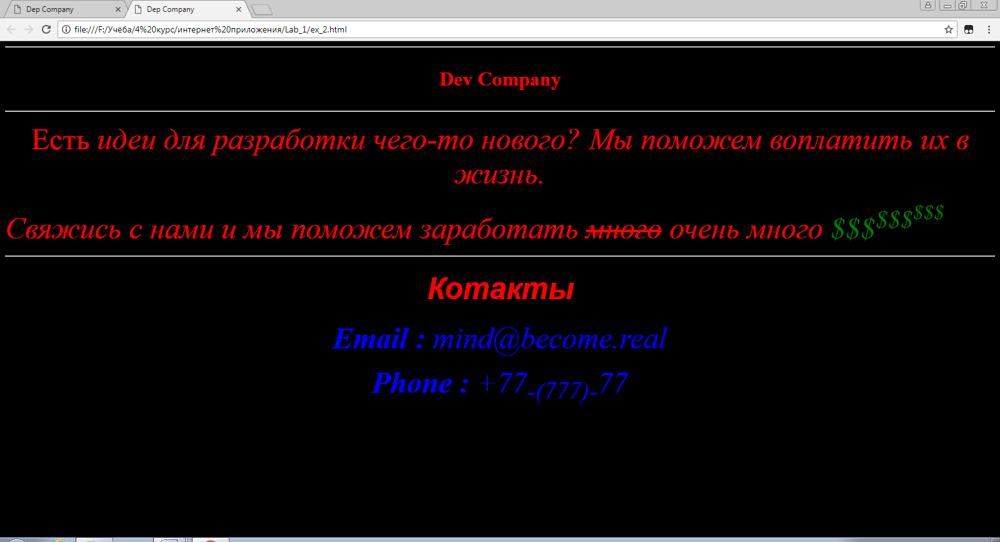 Dep Company
Dep Company
file:///F:/Учёба/4%20курс/интернет%20приложения/Lab_1/ex_2.html
Dev Company
Есть идеи для разработки чего-то нового? Мы поможем воплатить их в
жизнь.
Свяжись с нами и мы поможем заработать много очень много $$$$$$$$$
Котакты
Email : mind@become.real
Phone : +77-(777)-77